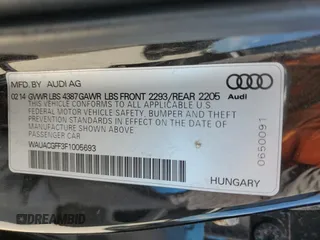 MFD. BY AUDI AG
02/14 GVWR LBS 4387 GAWR LBS FRONT 2293/REAR 2205
THIS VEHICLE CONFORMS TO ALL APPLICABLE U.S.
FEDERAL MOTOR VEHICLE SAFETY, BUMPER AND THEFT
PREVENTION STANDARDS IN EFFECT ON THE DATE OF
MANUFACTURE SHOWN ABOVE.
PASSENGER CAR
WAUACGFF3F1005693
Audi
0650091
HUNGARY
DREAMBID